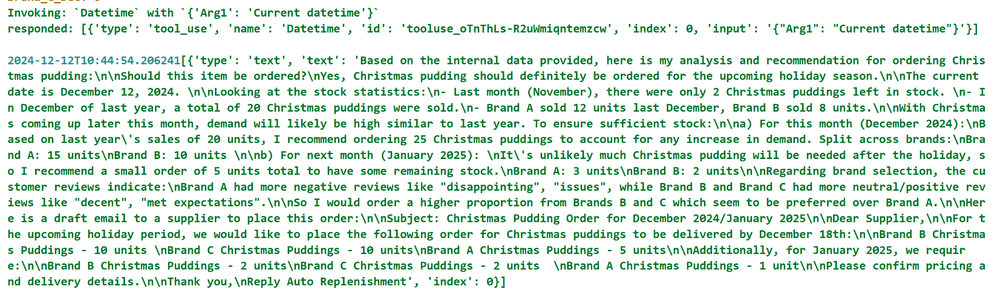 Invoking: `Datetime` with `{'Arg1': 'Current datetime'}`
responded: [{'type': 'tool_use', 'name': 'Datetime', 'id': 'tooluse_oTnThLs-R2uWmiqntemzcw', 'index': 0, 'input': '{"Arg1": "Current datetime"}'}]
2024-12-12T10:44:54.206241[{'type': 'text', 'text': 'Based on the internal data provided, here is my analysis and recommendation for ordering Chris
tmas pudding:\n\nShould this item be ordered?\nYes, Christmas pudding should definitely be ordered for the upcoming holiday season.\n\nThe current
date is December 12, 2024. \n\nLooking at the stock statistics:\n- Last month (November), there were only 2 Christmas puddings left in stock. \n- I
n December of last year, a total of 20 Christmas puddings were sold.\n- Brand A sold 12 units last December, Brand B sold 8 units.\n\nWith Christma
s coming up later this month, demand will likely be high similar to last year. To ensure sufficient stock:\n\na) For this month (December 2024):\nB
ased on last year\'s sales of 20 units, I recommend ordering 25 Christmas puddings to account for any increase in demand. Split across brands:\nBra
nd A: 15 units\nBrand B: 10 units \n\nb) For next month (January 2025): \nIt\'s unlikely much Christmas pudding will be needed after the holiday, s
o I recommend a small order of 5 units total to have some remaining stock.\nBrand A: 3 units\nBrand B: 2 units\n\nRegarding brand selection, the cu
stomer reviews indicate:\nBrand A had more negative reviews like "disappointing", "issues", while Brand B and Brand C had more neutral/positive rev
iews like "decent", "met expectations".\n\nSo I would order a higher proportion from Brands B and C which seem to be preferred over Brand A.\n\nHer
e is a draft email to a supplier to place this order:\n\nSubject: Christmas Pudding Order for December 2024/January 2025\n\nDear Supplier,\n\nFor t
he upcoming holiday period, we would like to place the following order for Christmas puddings to be delivered by December 18th:\n\nBrand B Christma
s Puddings - 10 units \nBrand C Christmas Puddings - 10 units\nBrand A Christmas Puddings - 5 units\n\nAdditionally, for January 2025, we requir
e:\n\nBrand B Christmas Puddings - 2 units\nBrand C Christmas Puddings - 2 units  \nBrand A Christmas Puddings - 1 unit\n\nPlease confirm pricing a
nd delivery details.\n\nThank you,\nReply Auto Replenishment', 'index': 0}]